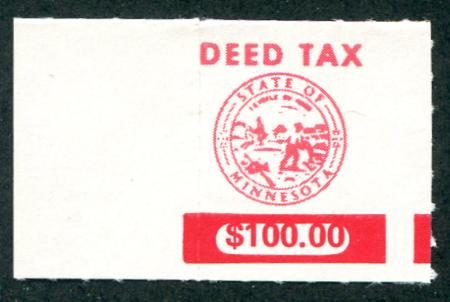 DEED TAX
STATE OF
MINNESOTA
$100.00